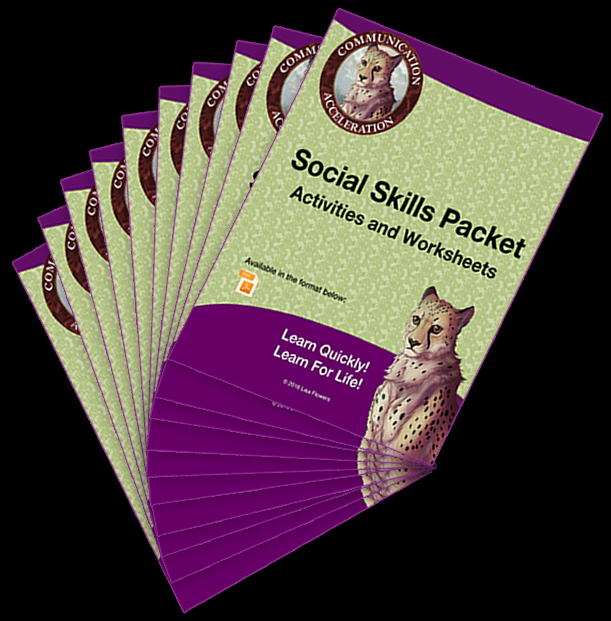 COMMUNICATION
ACCELERATION
Social Skills Packet
Activities and Worksheets
Available in the format below:
Learn Quickly!
Learn For Life!
© 2016 Lisa Flowers